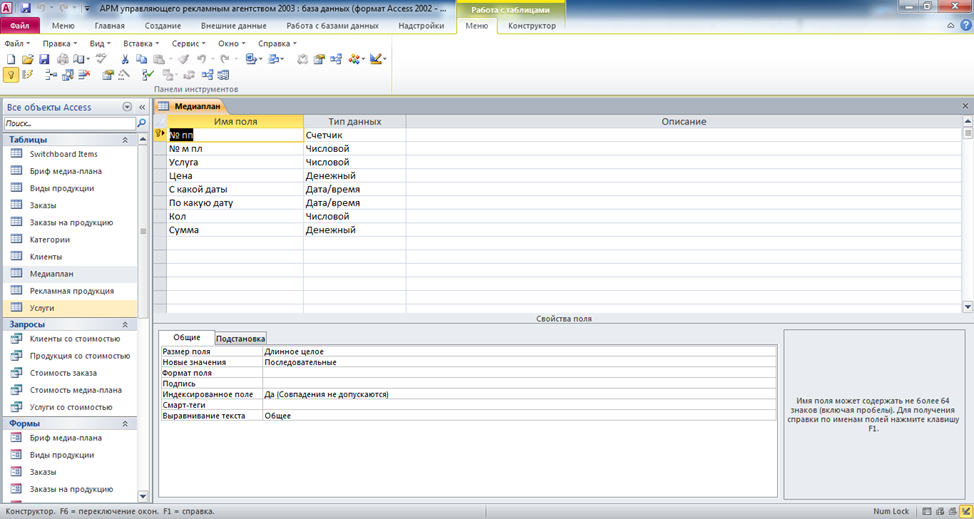 АРМ управляющего рекламным агентством 2003 : база данных (формат Access 2002 - ...
Работа с таблицами
Файл Меню Главная Создание Внешние данные Работа с базами данных Надстройки Меню Конструктор
Файл Правка Вид Вставка Сервис Окно Справка
Панели инструментов
Все объекты Access
Поиск...
Таблицы
Switchboard Items
Бриф медиа-плана
Виды продукции
Заказы
Заказы на продукцию
Категории
Клиенты
Медиаплан
Рекламная продукция
Услуги
Запросы
Клиенты со стоимостью
Продукция со стоимостью
Стоимость заказа
Стоимость медиа-плана
Услуги со стоимостью
Формы
Бриф медиа-плана
Виды продукции
Заказы
Заказы на продукцию
Медиаплан
Имя поля Тип данных Описание
№ пп Счетчик
№ м пл Числовой
Услуга Числовой
Цена Денежный
С какой даты Дата/время
По какую дату Дата/время
Кол Числовой
Сумма Денежный
Свойства поля
Общие Подстановка
Размер поля Длинное целое
Новые значения Последовательные
Формат поля
Подпись
Индексированное поле Да (Совпадения не допускаются)
Смарт-теги
Выравнивание текста Общее
Имя поля может содержать не более 64
знаков (включая пробелы). Для получения
справки по именам полей нажмите клавишу
F1.
Конструктор. F6 = переключение окон. F1 = справка.
Num Lock